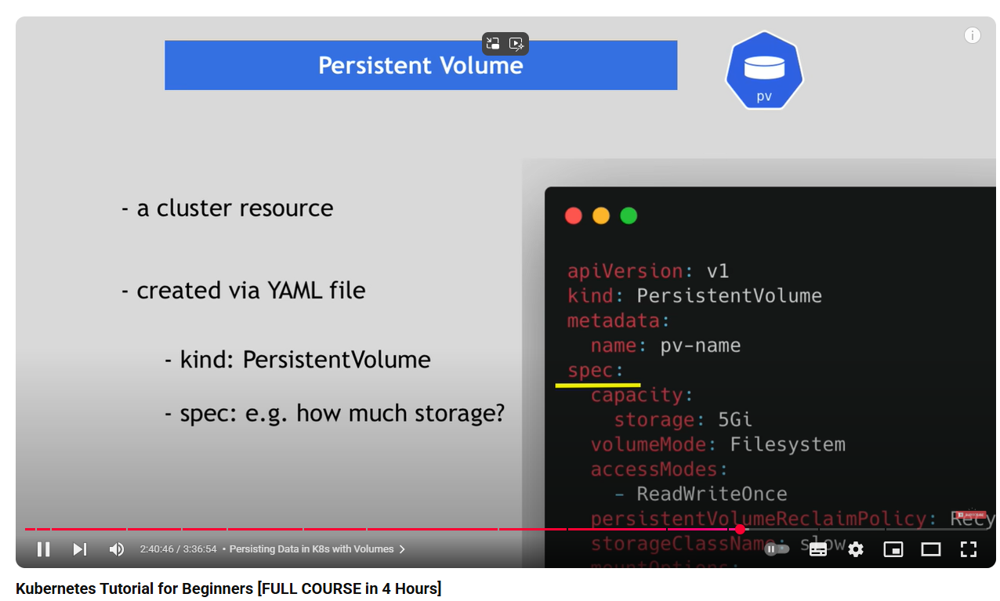 Persistent Volume
pv
- a cluster resource
- created via YAML file
- kind: PersistentVolume
- spec: e.g. how much storage?
apiVersion: v1
kind: PersistentVolume
metadata:
name: pv-name
spec:
capacity:
storage: 5Gi
volumeMode: Filesystem
accessModes:
- ReadWriteOnce
persistentVolumeReclaimPolicy: Recy
storageClassName: slow
mountOptions:
2:40:46 / 3:36:54 • Persisting Data in K8s with Volumes
Kubernetes Tutorial for Beginners [FULL COURSE in 4 Hours]